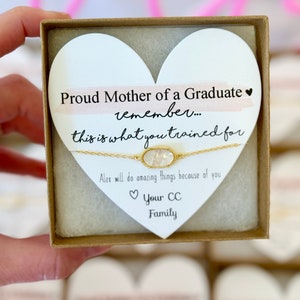 Proud Mother of a Graduate
remember...
this is what you trained for
Alex will do amazing things because of you
Your CC
Family